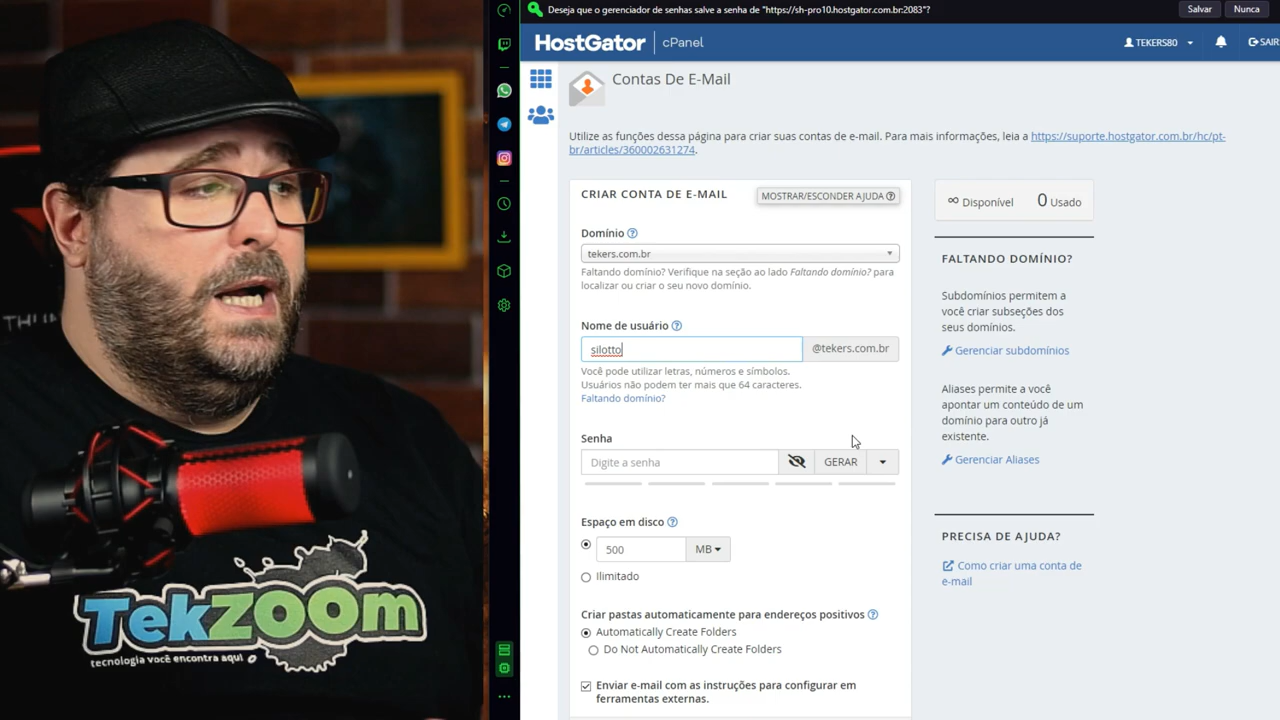 Deseja que o gerenciador de senhas salve a senha de "https://sh-pro10.hostgator.com.br:2083"?
Salvar
Nunca
HostGator
cPanel
TEKERS80
SAIR
Contas De E-Mail
Utilize as funções dessa página para criar suas contas de e-mail. Para mais informações, leia a https://suporte.hostgator.com.br/hc/pt-
br/articles/360002631274.
CRIAR CONTA DE E-MAIL
MOSTRAR/ESCONDER AJUDA
Domínio
tekers.com.br
Faltando domínio? Verifique na seção ao lado Faltando domínio? para
localizar ou criar o seu novo domínio.
Nome de usuário
silotto
@tekers.com.br
Você pode utilizar letras, números e símbolos.
Usuários não podem ter mais que 64 caracteres.
Faltando domínio?
Senha
Digite a senha
GERAR
Espaço em disco
500
MB
Ilimitado
Criar pastas automaticamente para endereços positivos
Automatically Create Folders
Do Not Automatically Create Folders
Enviar e-mail com as instruções para configurar em
ferramentas externas.
∞ Disponível
0 Usado
FALTANDO DOMÍNIO?
Subdomínios permitem a
você criar subseções dos
seus domínios.
Gerenciar subdomínios
Aliases permite a você
apontar um conteúdo de um
domínio para outro já
existente.
Gerenciar Aliases
PRECISA DE AJUDA?
Como criar uma conta de
e-mail
TekZoom
tecnologia você encontra aqui